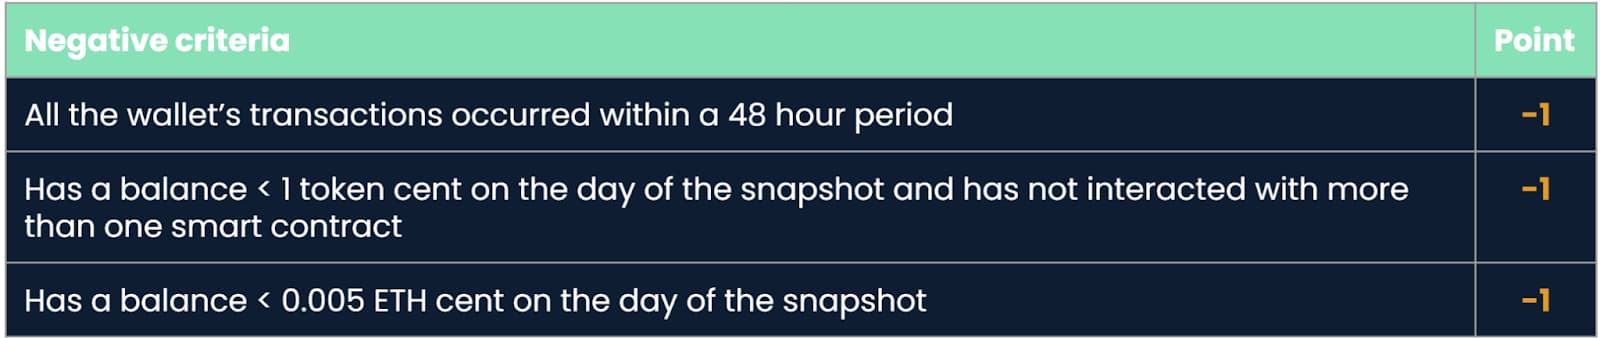 Negative criteria Point
All the wallet’s transactions occurred within a 48 hour period -1
Has a balance < 1 token cent on the day of the snapshot and has not interacted with more -1
than one smart contract
Has a balance < 0.005 ETH cent on the day of the snapshot -1